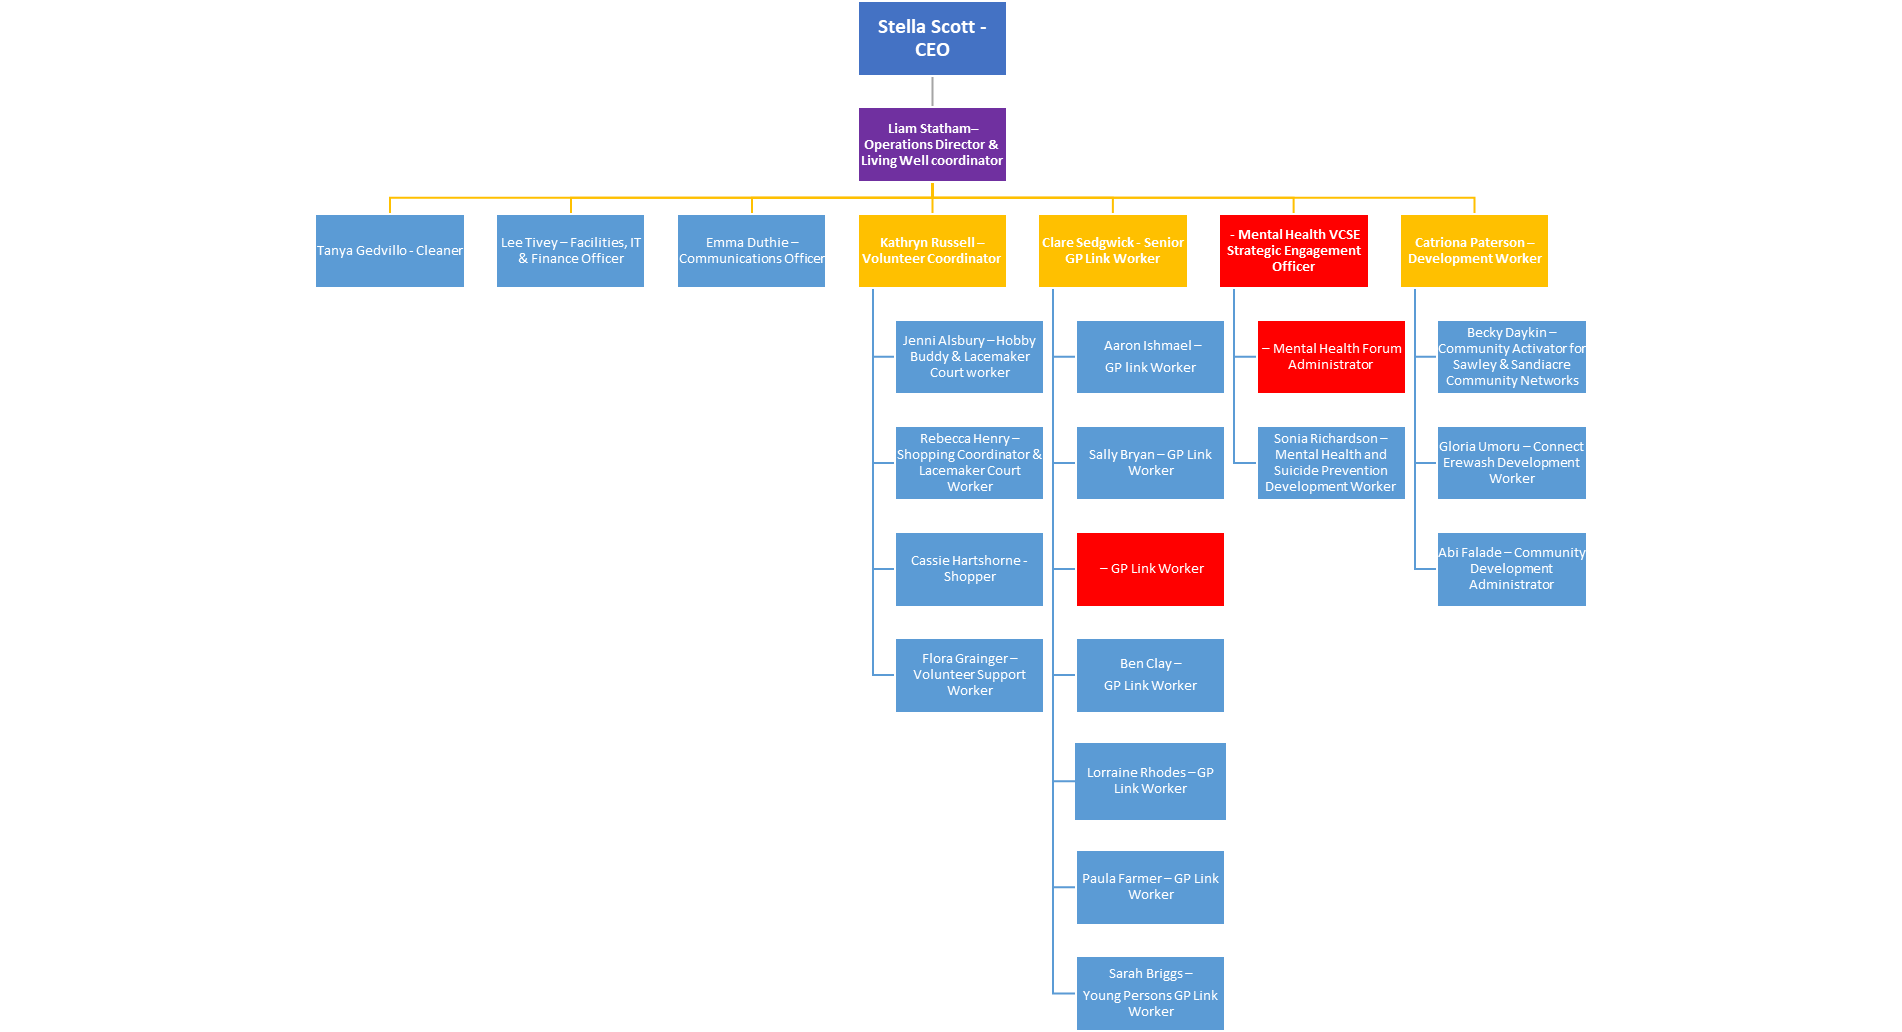 Stella Scott -
CEO
Liam Statham–
Operations Director &
Living Well coordinator
Tanya Gedvillo - Cleaner
Lee Tivey – Facilities, IT
& Finance Officer
Emma Duthie –
Communications Officer
Kathryn Russell –
Volunteer Coordinator
Clare Sedgwick - Senior
GP Link Worker
- Mental Health VCSE
Strategic Engagement
Officer
Catriona Paterson –
Development Worker
Jenni Alsbury – Hobby
Buddy & Lacemaker
Court worker
Rebecca Henry –
Shopping Coordinator &
Lacemaker Court
Worker
Cassie Hartshorne -
Shopper
Flora Grainger –
Volunteer Support
Worker
Aaron Ishmael –
GP link Worker
Sally Bryan – GP Link
Worker
– GP Link Worker
Ben Clay –
GP Link Worker
Lorraine Rhodes – GP
Link Worker
Paula Farmer – GP Link
Worker
Sarah Briggs –
Young Persons GP Link
Worker
– Mental Health Forum
Administrator
Sonia Richardson –
Mental Health and
Suicide Prevention
Development Worker
Becky Daykin –
Community Activator for
Sawley & Sandiacre
Community Networks
Gloria Umoru – Connect
Erewash Development
Worker
Abi Falade – Community
Development
Administrator